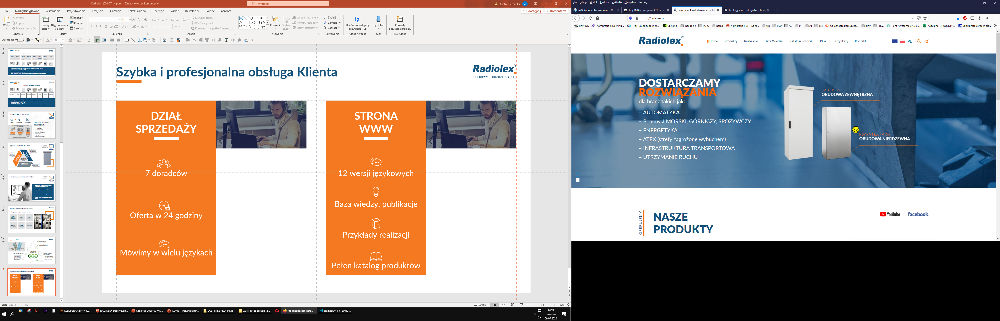 Radiolex_2020-07_v4.pptx - Zapisano w: ten komputer
Wyszukaj
Grafik Prezentika
GP
Plik Narzędzia główne Wstawianie Projektowanie Przejścia Animacje Pokaz slajdów Recenzja Widok Deweloper Pomoc Acrobat
Udostępnij
Komentarze
Wklej
Wytnij
Kopiuj
Malarz formatów
Schowek
Nowy slajd
Użyj ponownie slajdów
Układ
Resetuj
Sekcja
Slajdy
18
Czcionka
Kierunek tekstu
Wyrównaj tekst
Konwertuj na grafikę SmartArt
Akapit
Rozmieść
Szybkie style
Wypełn. kształtu
Kontury kształtu
Efekty kształtów
Rysowanie
Znajdź
Zamień
Zaznacz
Edytowanie
Utwórz i udostępnij plik Adobe PDF
Adobe Acrobat
Dyktafon
Głos
Pomysły dotyczące projektu
Projektant
Autozapis
18
6
7
8
9
10
11
12
13
Szybka i profesjonalna obsługa Klienta
Radiolex®
OBUDOWY I ROZDZIELNICE
DZIAŁ
SPRZEDAŻY
7 doradców
24h
Oferta w 24 godziny
Mówimy w wielu językach
STRONA
WWW
12 wersji językowych
Baza wiedzy, publikacje
Przykłady realizacji
Pełen katalog produktów
Slajd 13 z 13
Notatki
150%
ELEM GRAF.ai* @ 50...
RADIOLEX treść V5.pp...
Radiolex_2020-07_v4....
IKONY - wszystkie.ppt...
LAST MILE PROPHETS
2018-10-26 zdjęcia (2...
Producent szaf stero...
Bez nazwy-1 @ 200% ...
14:59
czwartek
09.07.2020
Plik Edycja Widok Historia Zakładki Narzędzia Pomoc
(48) Roundcube Webmail :: Od
TinyPNG – Compress PNG ima
Producent szaf sterowniczych
Ecology icon: fotografie, obraz
https://radiolex.pl
TinyPNG
Kompresja plików PN...
(15) Roundcube Web...
Czcionki
Inspiracje
FOTO
nauka
Kompresja PDF – Kom...
wp
PSD
AE
PP
AI
css
Co oznacza komunika...
piny
PREZI
Font Awesome v.4.7.0 ...
Aktualne - PROJEKTY....
Jak zainstalować Word...
Radiolex®
Home Produkty Realizacje Baza Wiedzy Katalogi i cenniki Pliki Certyfikaty Kontakt
PL
DOSTARCZAMY
ROZWIĄZANIA
dla branż takich jak:
– AUTOMATYKA
– Przemysł MORSKI, GÓRNICZY, SPOŻYWCZY
– ENERGETYKA
– ATEX (strefy zagrożone wybuchem)
– INFRASTRUKTURA TRANSPORTOWA
– UTRZYMANIE RUCHU
SZB IP 55
OBUDOWA ZEWNĘTRZNA
RSA-ATEX IP 66
OBUDOWA NIERDZEWNA
OFERUJEMY
NASZE
PRODUKTY
YouTube
facebook.